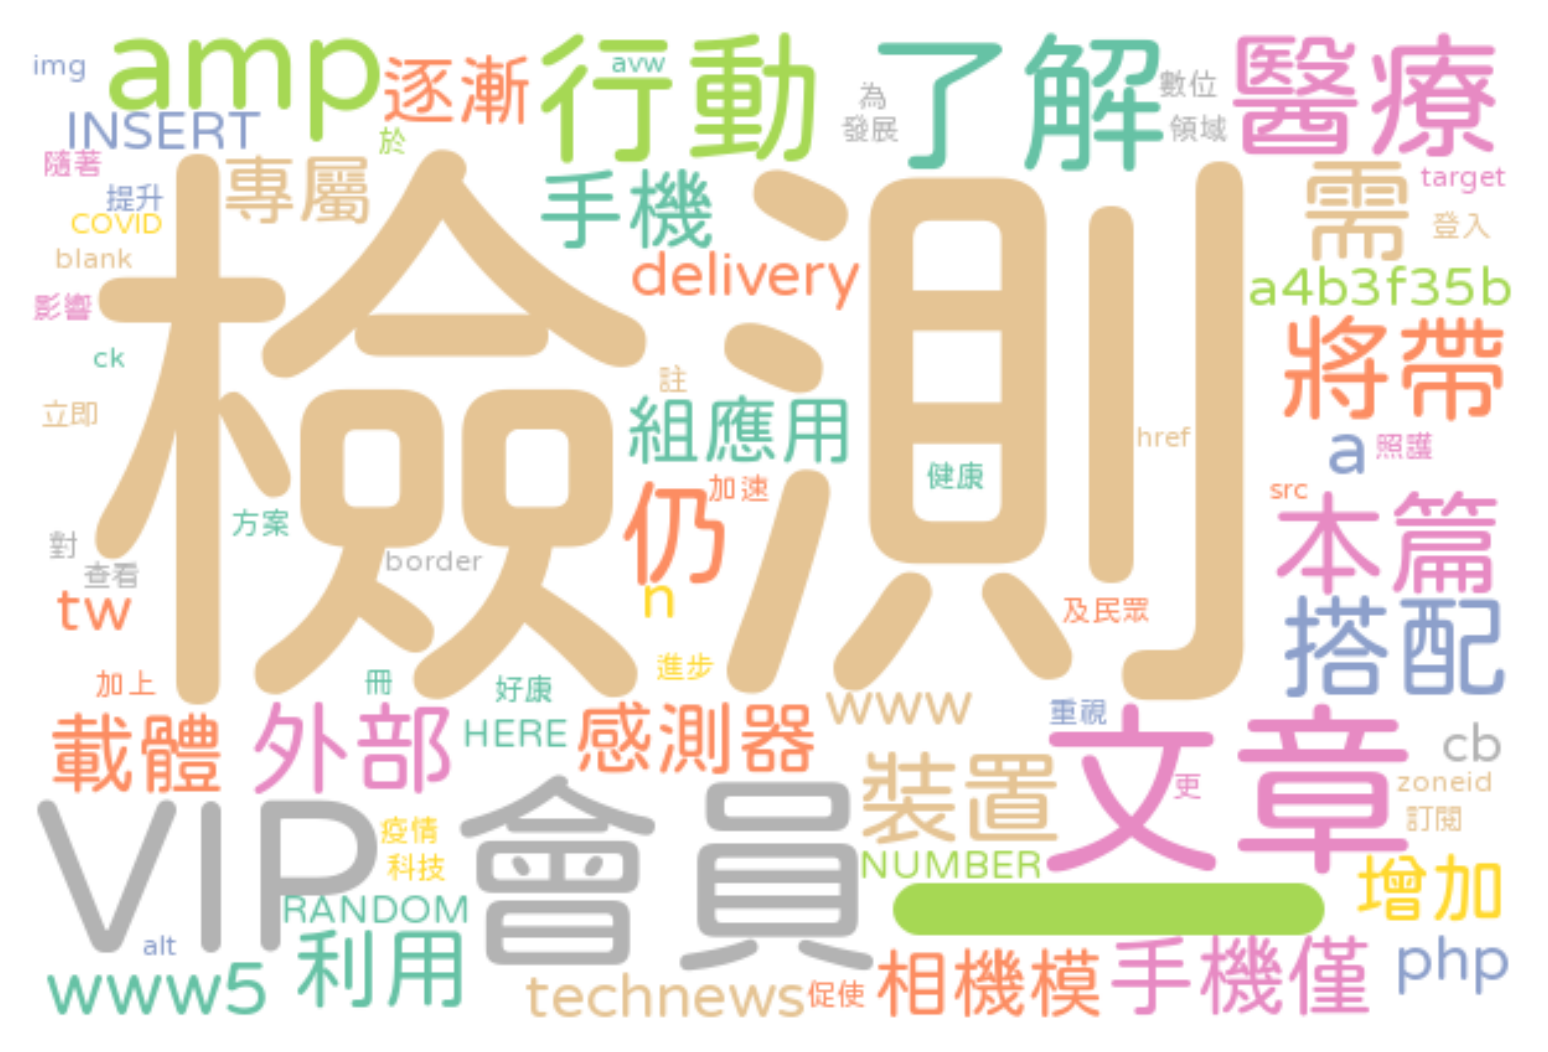 img
amp
逐漸
行動
avw
為
發展
了解
數位
領域
醫療
INSERT
於
隨著
提升
COVID
專屬
手機
需
target
登入
blank
delivery
a4b3f35b
影響
ck
檢測
將帶
立即
註
組應用
href
a
照護
健康
加速
src
仍
方案
border
本篇
對
查看
tw
n
及民眾
搭配
加上
冊
好康
進步
www
重視
載體
外部
HERE
感測器
文章
cb
裝置
更
zoneid
訂閱
VIP會員
疫情
科技
NUMBER
增加
RANDOM
alt
利用
www5
technews
促使
相機模
手機僅
php